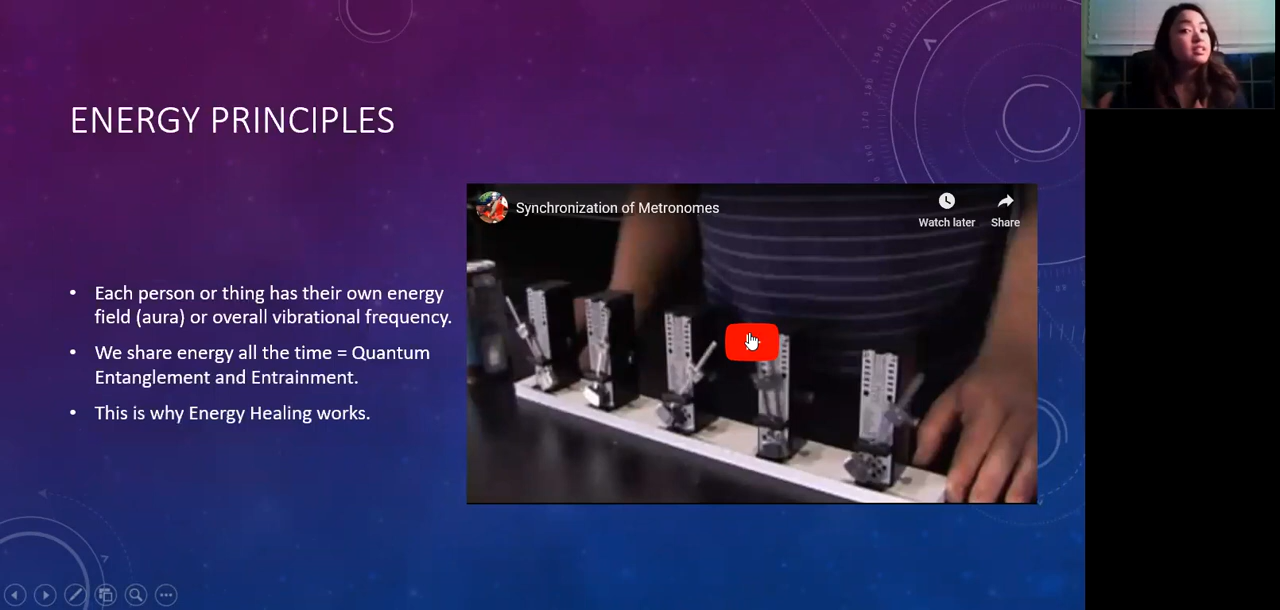 ENERGY PRINCIPLES
Synchronization of Metronomes
Watch later
Share
• Each person or thing has their own energy
field (aura) or overall vibrational frequency.
• We share energy all the time = Quantum
Entanglement and Entrainment.
• This is why Energy Healing works.